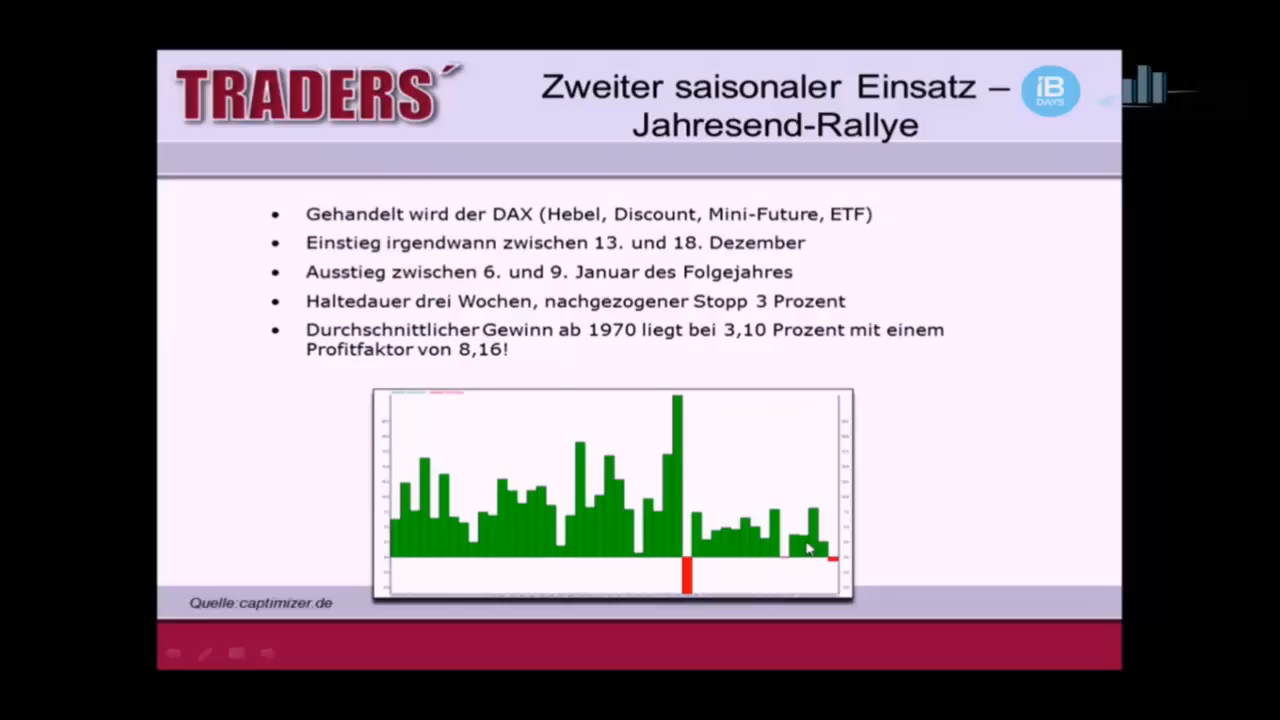 TRADERS´
Zweiter saisonaler Einsatz –
Jahresend-Rallye
iB
DAYS
• Gehandelt wird der DAX (Hebel, Discount, Mini-Future, ETF)
• Einstieg irgendwann zwischen 13. und 18. Dezember
• Ausstieg zwischen 6. und 9. Januar des Folgejahres
• Haltedauer drei Wochen, nachgezogener Stopp 3 Prozent
• Durchschnittlicher Gewinn ab 1970 liegt bei 3,10 Prozent mit einem
Profitfaktor von 8,16!
Quelle:captimizer.de